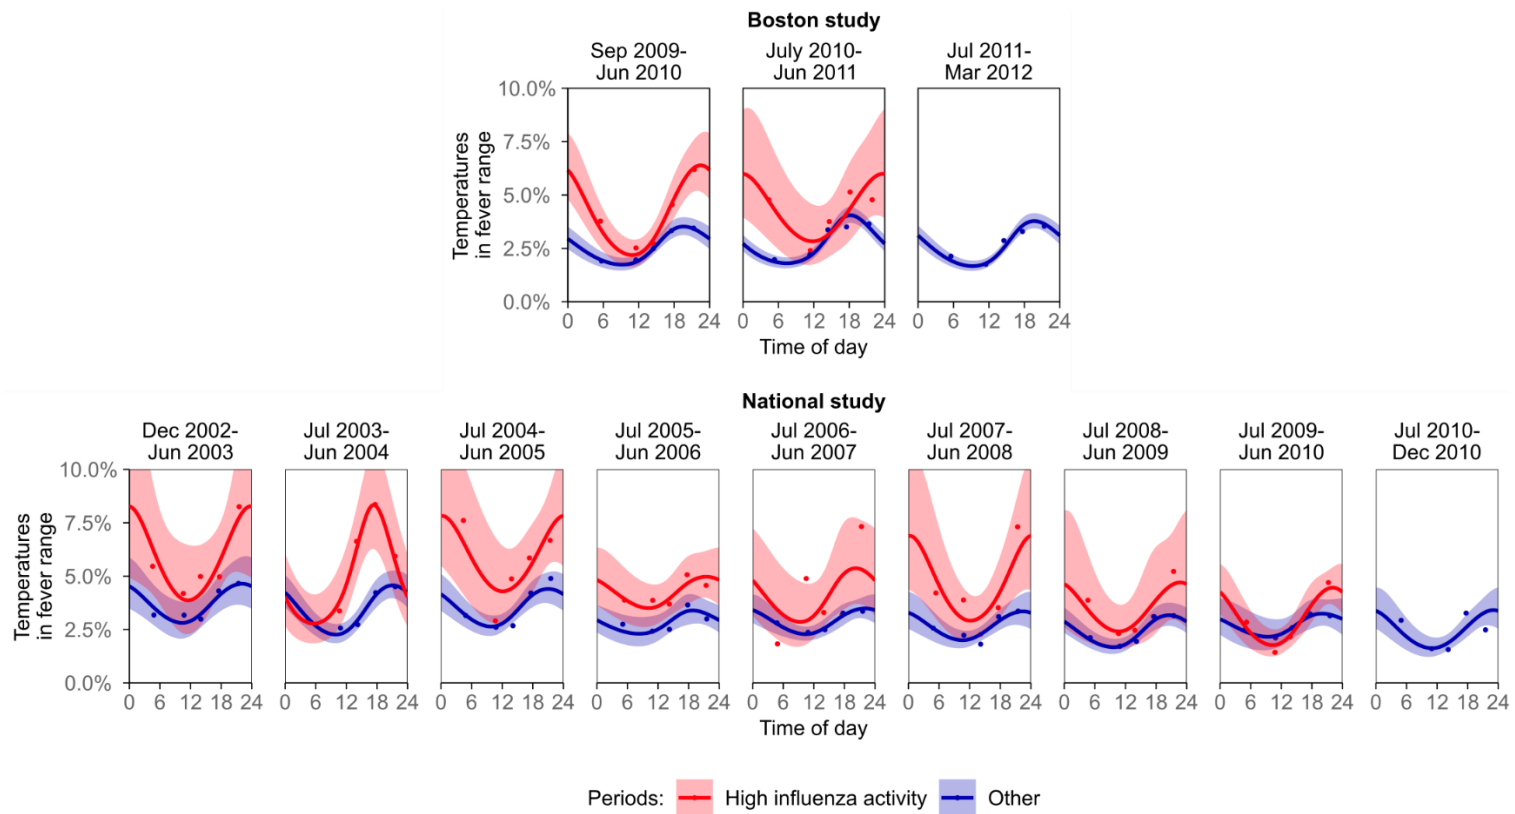 Boston study
Sep 2009-
Jun 2010
July 2010-
Jun 2011
Jul 2011-
Mar 2012
Temperatures
in fever range
10.0%
7.5%
5.0%
2.5%
0.0%
0 6 12 18 24
0 6 12 18 24
0 6 12 18 24
Time of day
National study
Dec 2002-
Jun 2003
Jul 2003-
Jun 2004
Jul 2004-
Jun 2005
Jul 2005-
Jun 2006
Jul 2006-
Jun 2007
Jul 2007-
Jun 2008
Jul 2008-
Jun 2009
Jul 2009-
Jun 2010
Jul 2010-
Dec 2010
Temperatures
in fever range
10.0%
7.5%
5.0%
2.5%
0.0%
0 6 12 18 24
0 6 12 18 24
0 6 12 18 24
0 6 12 18 24
0 6 12 18 24
0 6 12 18 24
0 6 12 18 24
0 6 12 18 24
0 6 12 18 24
Time of day
Periods: High influenza activity Other